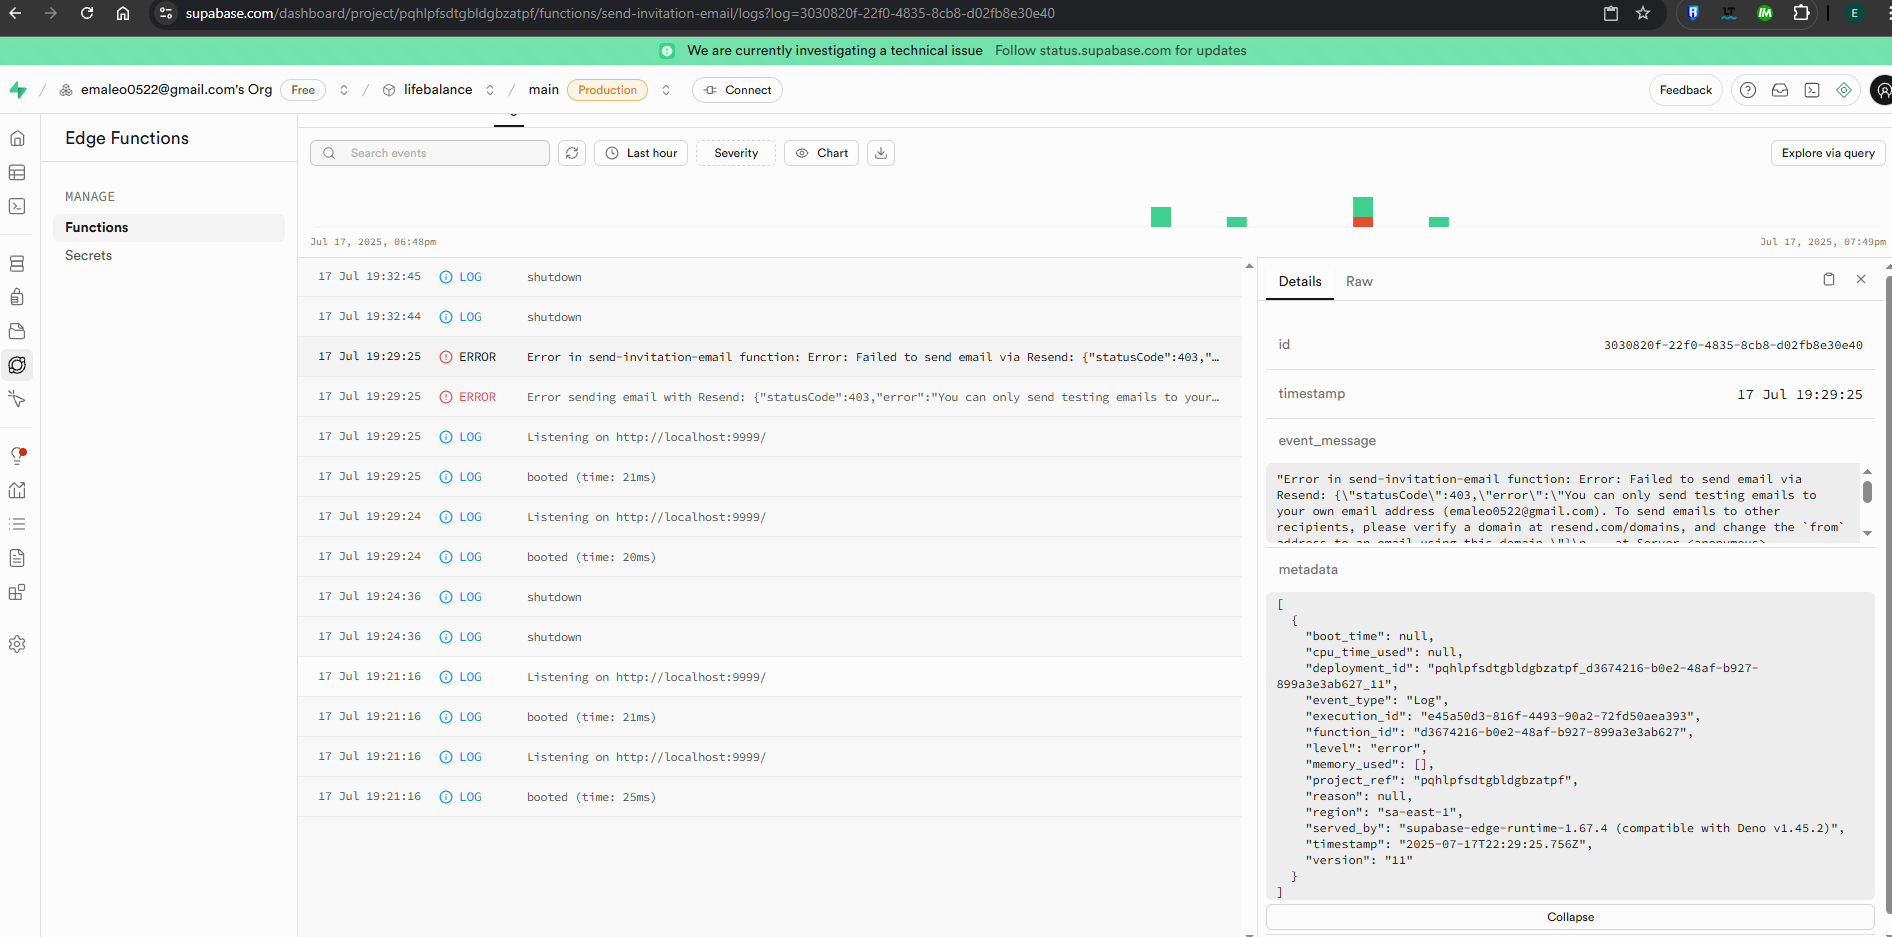 supabase.com/dashboard/project/pqhlpfsdtgbldgbzatpf/functions/send-invitation-email/logs?log=3030820f-22f0-4835-8cb8-d02fb8e30e40
E
We are currently investigating a technical issue Follow status.supabase.com for updates
emaleo0522@gmail.com's Org Free / lifebalance / main Production Connect
Feedback
Edge Functions
MANAGE
Functions
Secrets
Search events
Last hour
Severity
Chart
Explore via query
Jul 17, 2025, 06:48pm
Jul 17, 2025, 07:49pm
17 Jul 19:32:45 LOG shutdown
17 Jul 19:32:44 LOG shutdown
17 Jul 19:29:25 ERROR Error in send-invitation-email function: Error: Failed to send email via Resend: {"statusCode":403,"…
17 Jul 19:29:25 ERROR Error sending email with Resend: {"statusCode":403,"error":"You can only send testing emails to your…
17 Jul 19:29:25 LOG Listening on http://localhost:9999/
17 Jul 19:29:25 LOG booted (time: 21ms)
17 Jul 19:29:24 LOG Listening on http://localhost:9999/
17 Jul 19:29:24 LOG booted (time: 20ms)
17 Jul 19:24:36 LOG shutdown
17 Jul 19:24:36 LOG shutdown
17 Jul 19:21:16 LOG Listening on http://localhost:9999/
17 Jul 19:21:16 LOG booted (time: 21ms)
17 Jul 19:21:16 LOG Listening on http://localhost:9999/
17 Jul 19:21:16 LOG booted (time: 25ms)
Details Raw
id 3030820f-22f0-4835-8cb8-d02fb8e30e40
timestamp 17 Jul 19:29:25
event_message
"Error in send-invitation-email function: Error: Failed to send email via
Resend: {\"statusCode\":403,\"error\":\"You can only send testing emails to
your own email address (emaleo0522@gmail.com). To send emails to other
recipients, please verify a domain at resend.com/domains, and change the `from`
address to an email using this domain.\"}\n    at Server.<anonymous>
metadata
[
  {
    "boot_time": null,
    "cpu_time_used": null,
    "deployment_id": "pqhlpfsdtgbldgbzatpf_d3674216-b0e2-48af-b927-
899a3e3ab627_11",
    "event_type": "Log",
    "execution_id": "e45a50d3-816f-4493-90a2-72fd50aea393",
    "function_id": "d3674216-b0e2-48af-b927-899a3e3ab627",
    "level": "error",
    "memory_used": [],
    "project_ref": "pqhlpfsdtgbldgbzatpf",
    "reason": null,
    "region": "sa-east-1",
    "served_by": "supabase-edge-runtime-1.67.4 (compatible with Deno v1.45.2)",
    "timestamp": "2025-07-17T22:29:25.756Z",
    "version": "11"
  }
]
Collapse